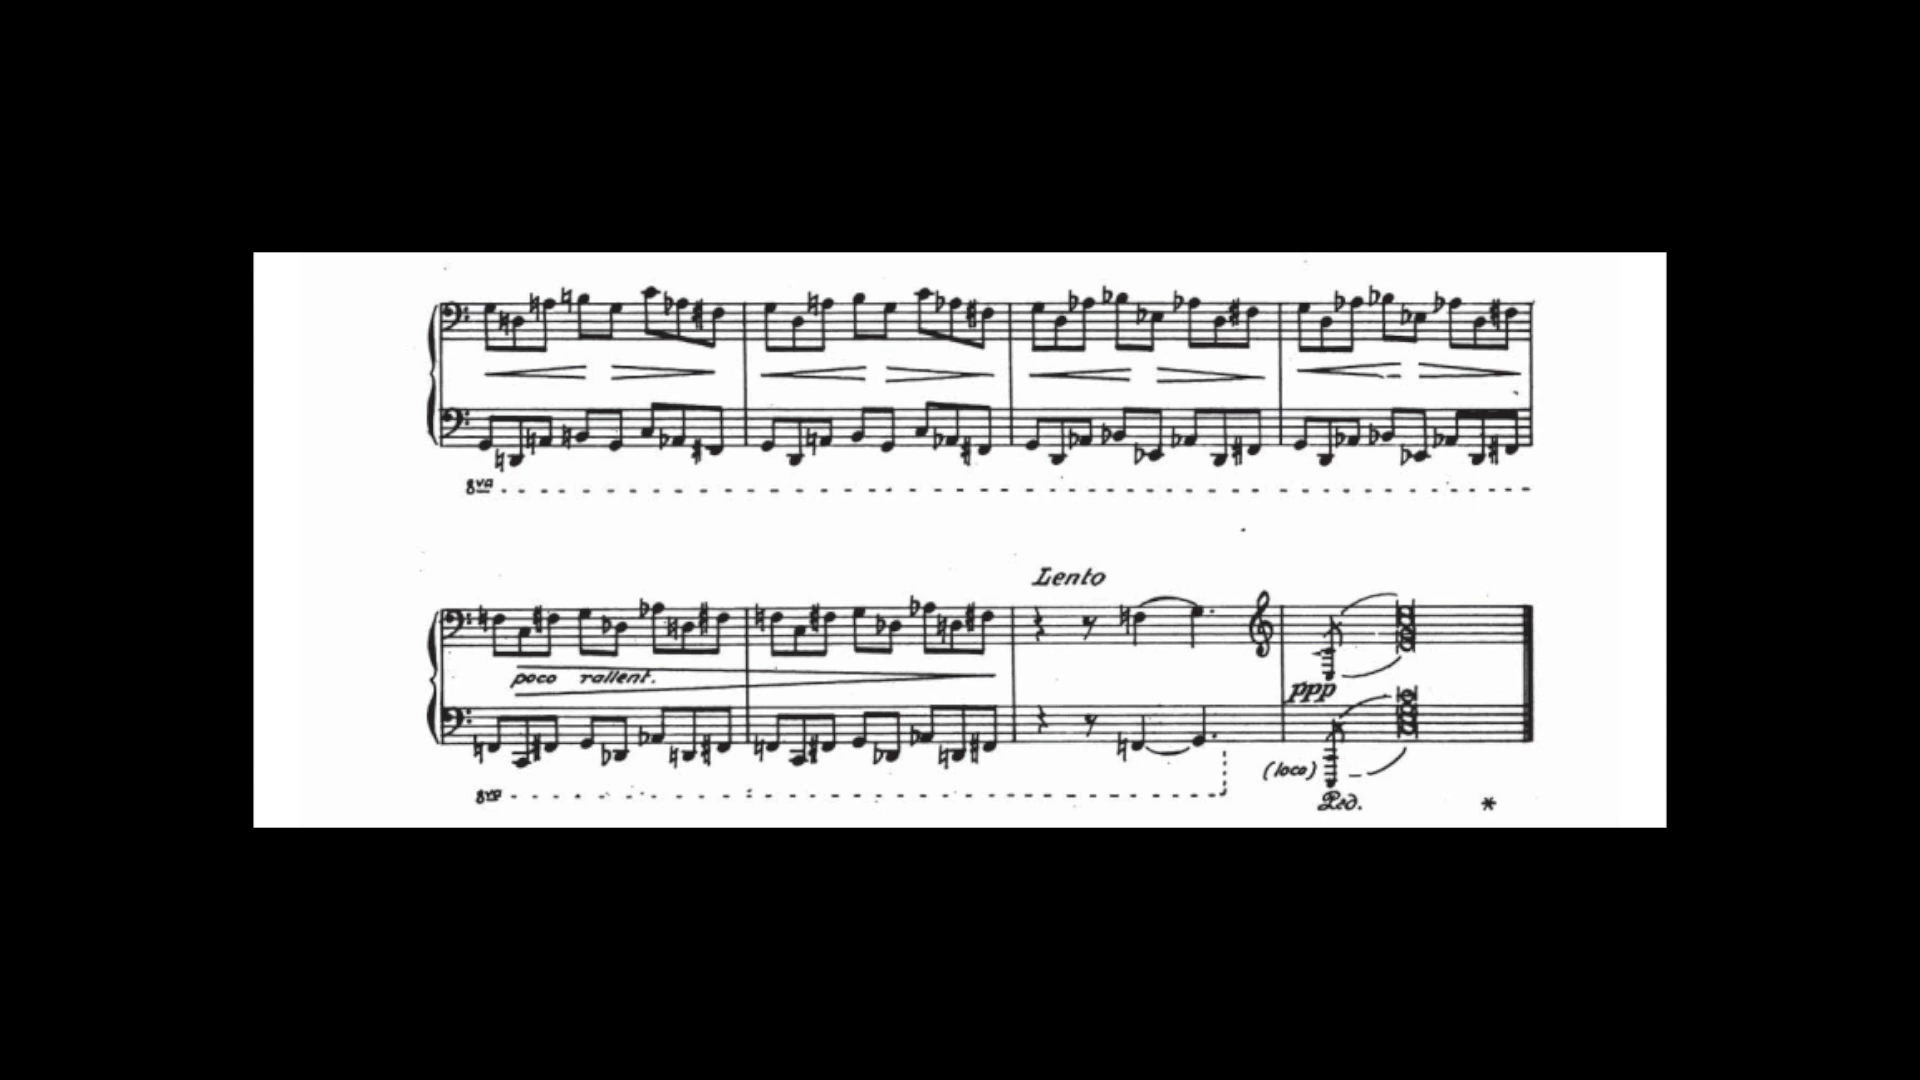 8va
Lento
poco rallent.
ppp
(loco)
8va
Ped. *